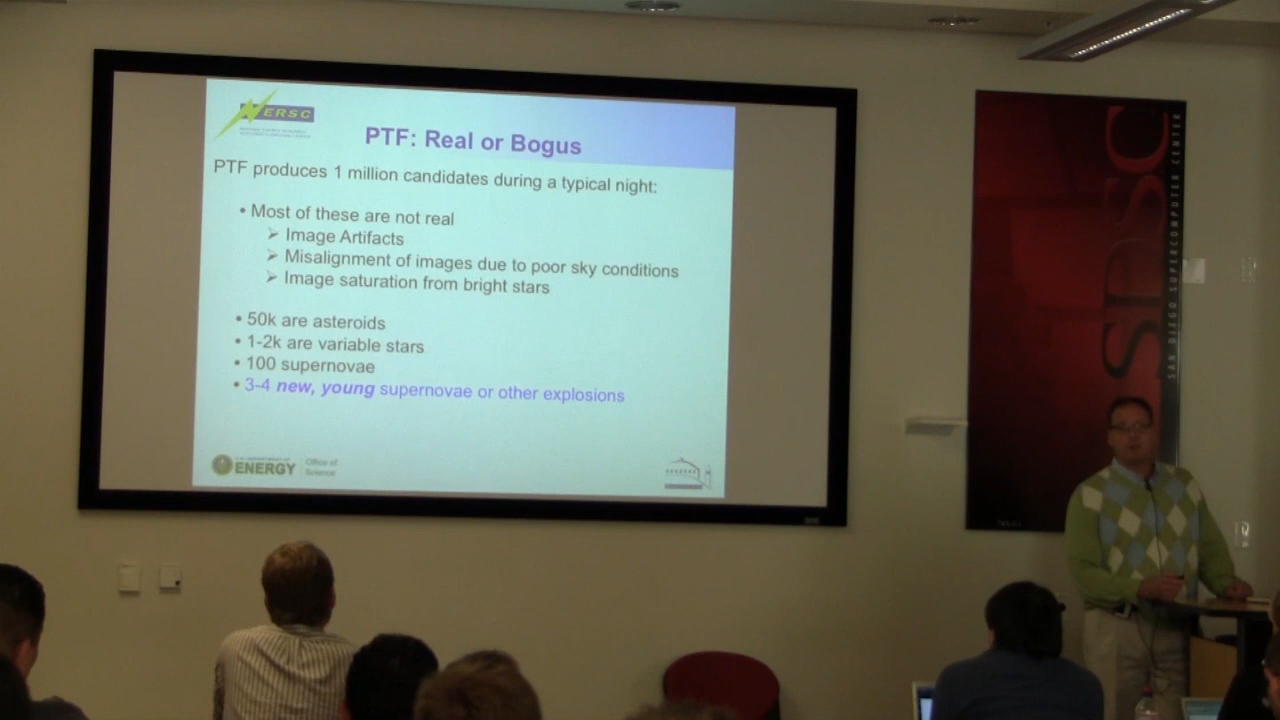 NERSC
PTF: Real or Bogus
PTF produces 1 million candidates during a typical night:
• Most of these are not real
➢ Image Artifacts
➢ Misalignment of images due to poor sky conditions
➢ Image saturation from bright stars
• 50k are asteroids
• 1-2k are variable stars
• 100 supernovae
• 3-4 new, young supernovae or other explosions
U.S. DEPARTMENT OF
ENERGY
Office of
Science
SDSC
SAN DIEGO SUPERCOMPUTER CENTER